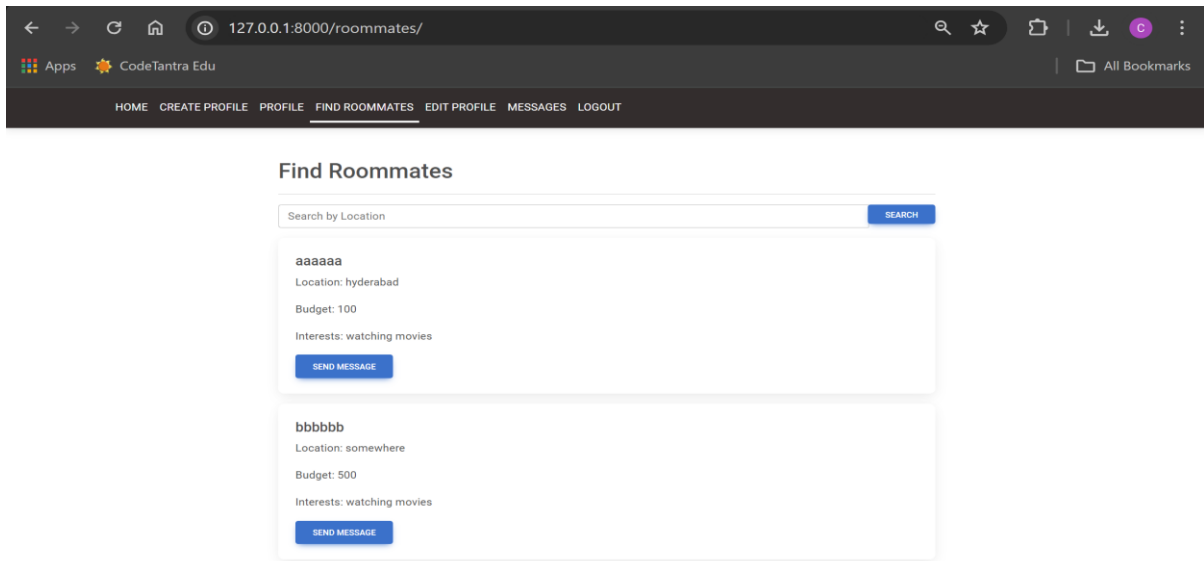 127.0.0.1:8000/roommates/
C
Apps CodeTantra Edu All Bookmarks
HOME CREATE PROFILE PROFILE FIND ROOMMATES EDIT PROFILE MESSAGES LOGOUT
Find Roommates
Search by Location SEARCH
aaaaaa
Location: hyderabad
Budget: 100
Interests: watching movies
SEND MESSAGE
bbbbbb
Location: somewhere
Budget: 500
Interests: watching movies
SEND MESSAGE